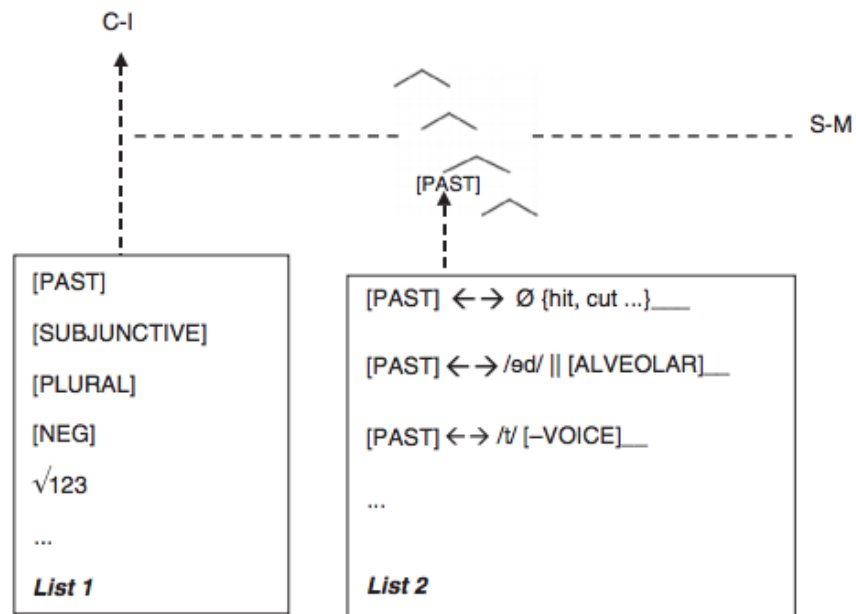 C-I
S-M
[PAST]
[PAST]
[SUBJUNCTIVE]
[PLURAL]
[NEG]
√123
...
List 1
[PAST] ←→ Ø {hit, cut ...}___
[PAST] ←→ /əd/ || [ALVEOLAR]__
[PAST] ←→ /t/ [–VOICE]__
...
List 2